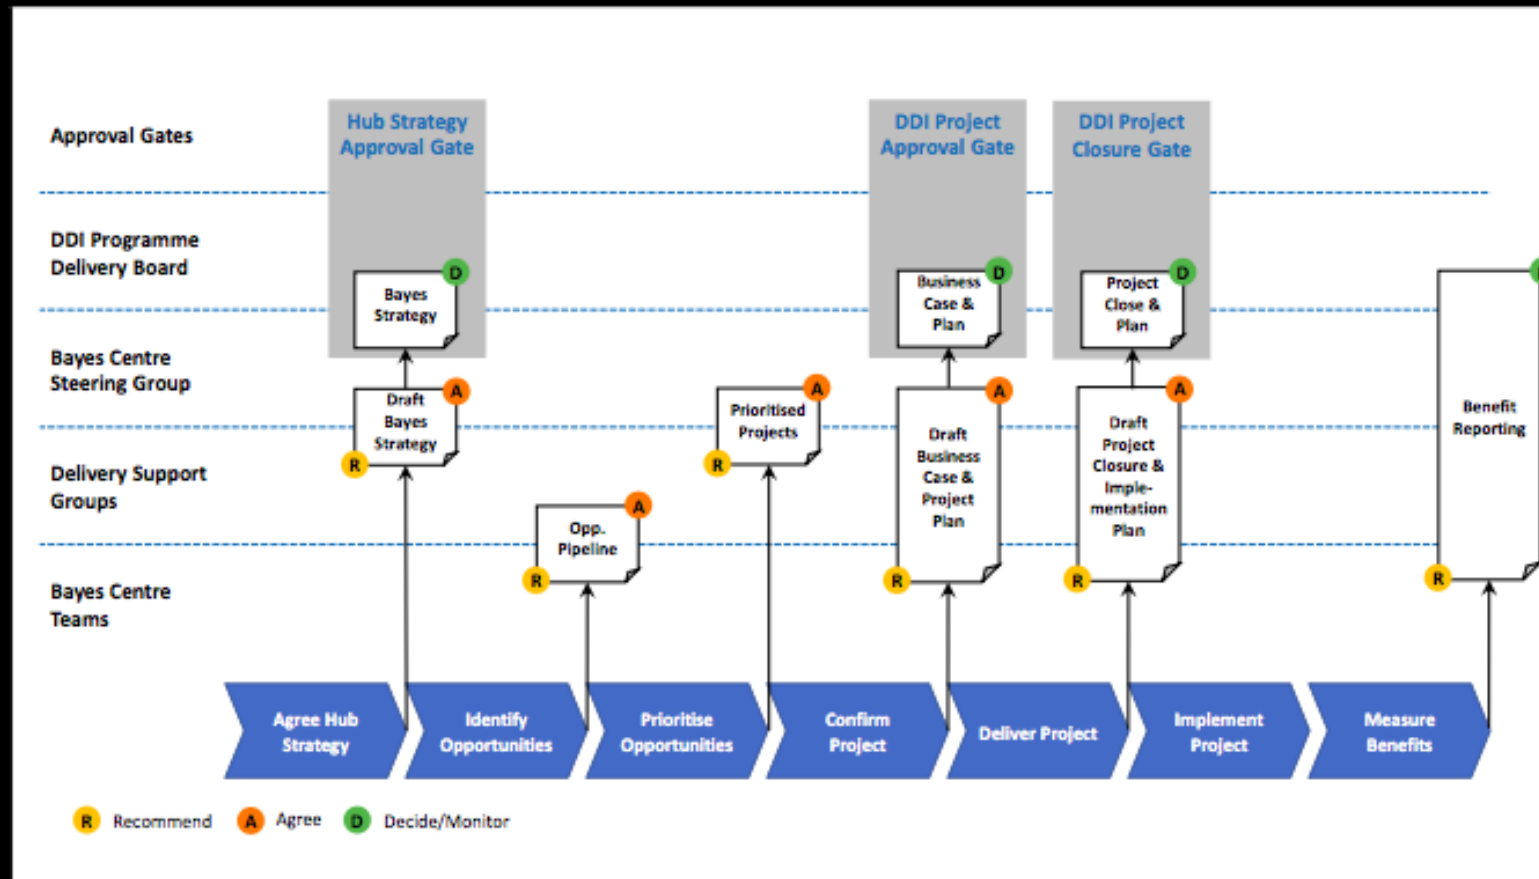 Approval Gates
Hub Strategy
Approval Gate
DDI Project
Approval Gate
DDI Project
Closure Gate
DDI Programme
Delivery Board
D
Bayes
Strategy
D
Business
Case &
Plan
D
Project
Close &
Plan
Bayes Centre
Steering Group
A
Draft
Bayes
Strategy
R
A
Prioritised
Projects
R
A
Draft
Business
Case &
Project
Plan
R
A
Draft
Project
Closure &
Imple-
mentation
Plan
R
Benefit
Reporting
R
Delivery Support
Groups
A
Opp.
Pipeline
R
Bayes Centre
Teams
Agree Hub
Strategy
Identify
Opportunities
Prioritise
Opportunities
Confirm
Project
Deliver Project
Implement
Project
Measure
Benefits
R Recommend
A Agree
D Decide/Monitor